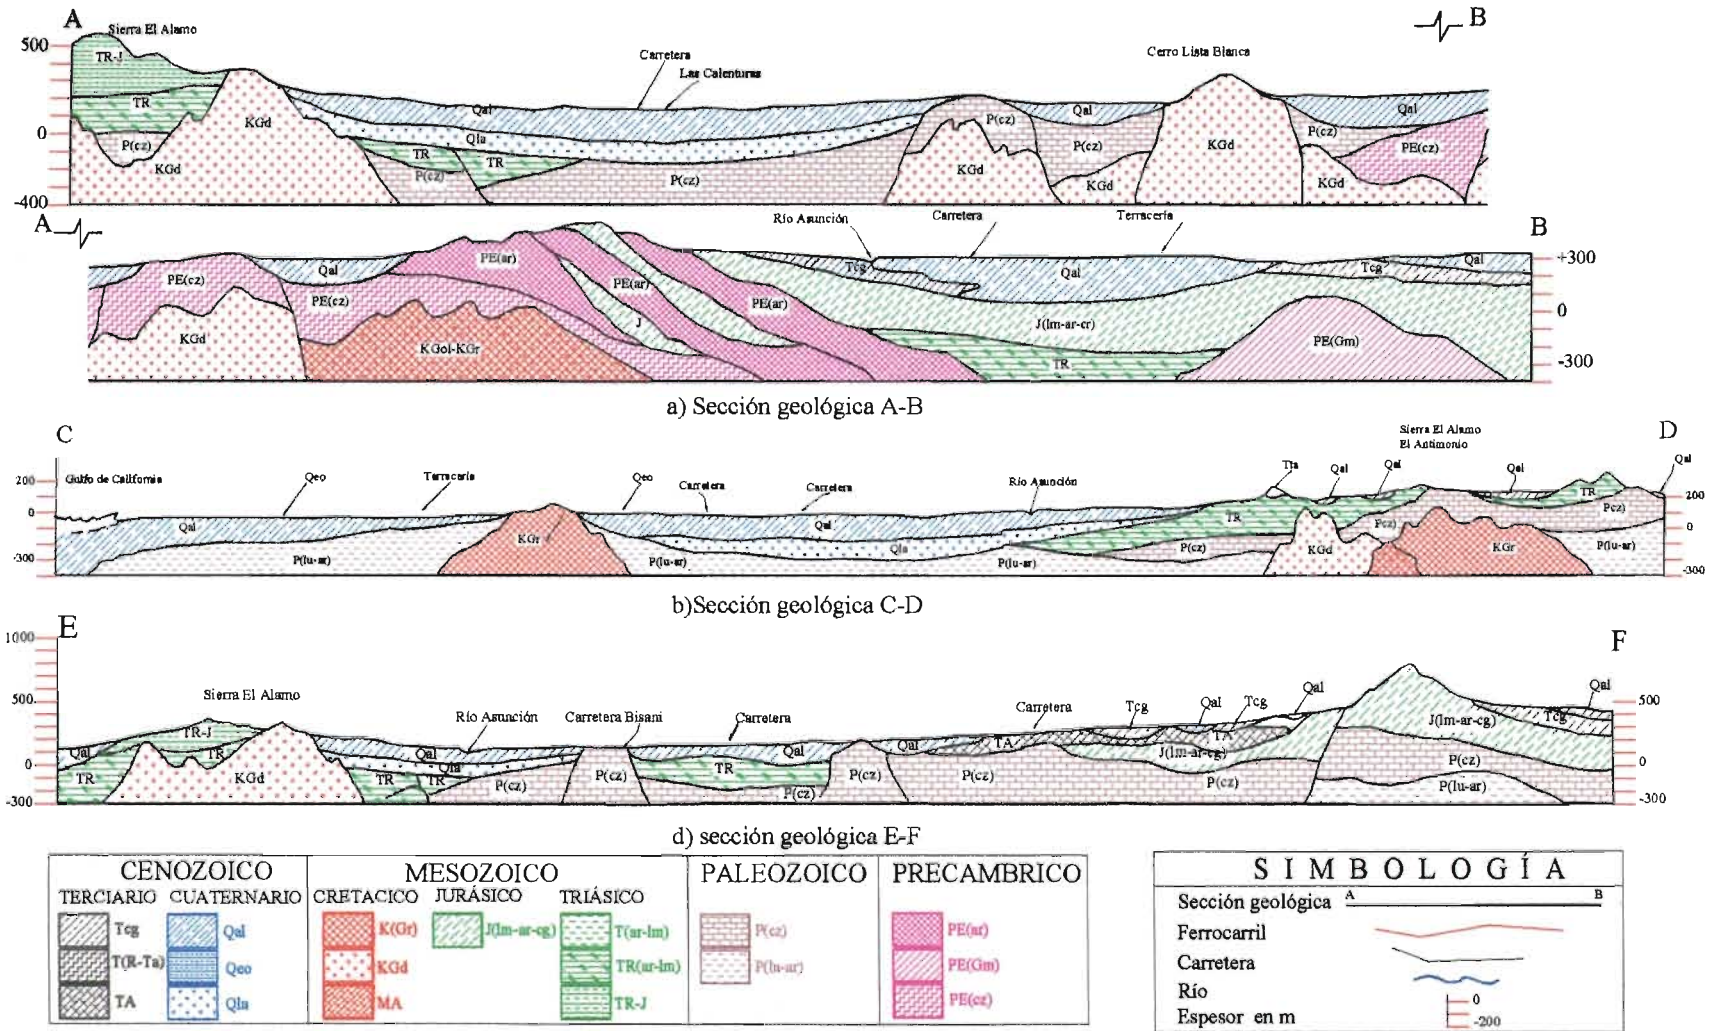 A
Sierra El Alamo
B
Carretera
Las Calenturas
Cerro Lista Blanca
500
0
-400
TR-J
TR
P(cz)
KGd
KGd
Qal
Qla
TR
TR
P(cz)
P(cz)
P(cz)
KGd
Qal
P(cz)
KGd
KGd
Qal
P(cz)
PE(cz)
KGd
A
Río Asunción
Carretera
Terracería
B
PE(cz)
KGd
Qal
PE(cz)
KGol-KGr
PE(ar)
PE(ar)
J
PE(ar)
Tcg
Qal
J(lm-ar-cr)
TR
PE(Gm)
Tcg
Qal
+300
0
-300
a) Sección geológica A-B
C
Sierra El Alamo
El Antimonio
D
200
0
-300
Golfo de California
Qeo
Terracería
Qeo
Carretera
Carretera
Río Asunción
Tta
Qal
Qal
Qal
Qal
Qal
P(lu-ar)
KGr
P(lu-ar)
Qal
Qla
P(lu-ar)
TR
P(cz)
KGd
Pcz)
KGr
TR
Pcz)
P(lu-ar)
200
0
-300
b)Sección geológica C-D
E
F
1000
500
0
-300
Sierra El Alamo
Río Asunción
Carretera Bisani
Carretera
Carretera
Tcg
Qal
Tcg
Qal
Qal
Qal
TR
TR-J
TR
KGd
Qal
Qla
TR
TR
P(cz)
P(cz)
Qal
TR
P(cz)
P(cz)
Qal
TA
P(cz)
TA
J(lm-ar-cg)
P(cz)
J(lm-ar-cg)
Tcg
P(cz)
P(lu-ar)
500
0
-300
d) sección geológica E-F
CENOZOICO
TERCIARIO CUATERNARIO
Tcg Qal
T(R-Ta) Qeo
TA Qla
MESOZOICO
CRETACICO JURÁSICO TRIÁSICO
K(Gr) J(lm-ar-cg) T(ar-lm)
KGd TR(ar-lm)
MA TR-J
PALEOZOICO
P(cz)
P(lu-ar)
PRECAMBRICO
PE(ar)
PE(Gm)
PE(cz)
SIMBOLOGÍA
Sección geológica A B
Ferrocarril
Carretera
Río
Espesor en m 0
-200